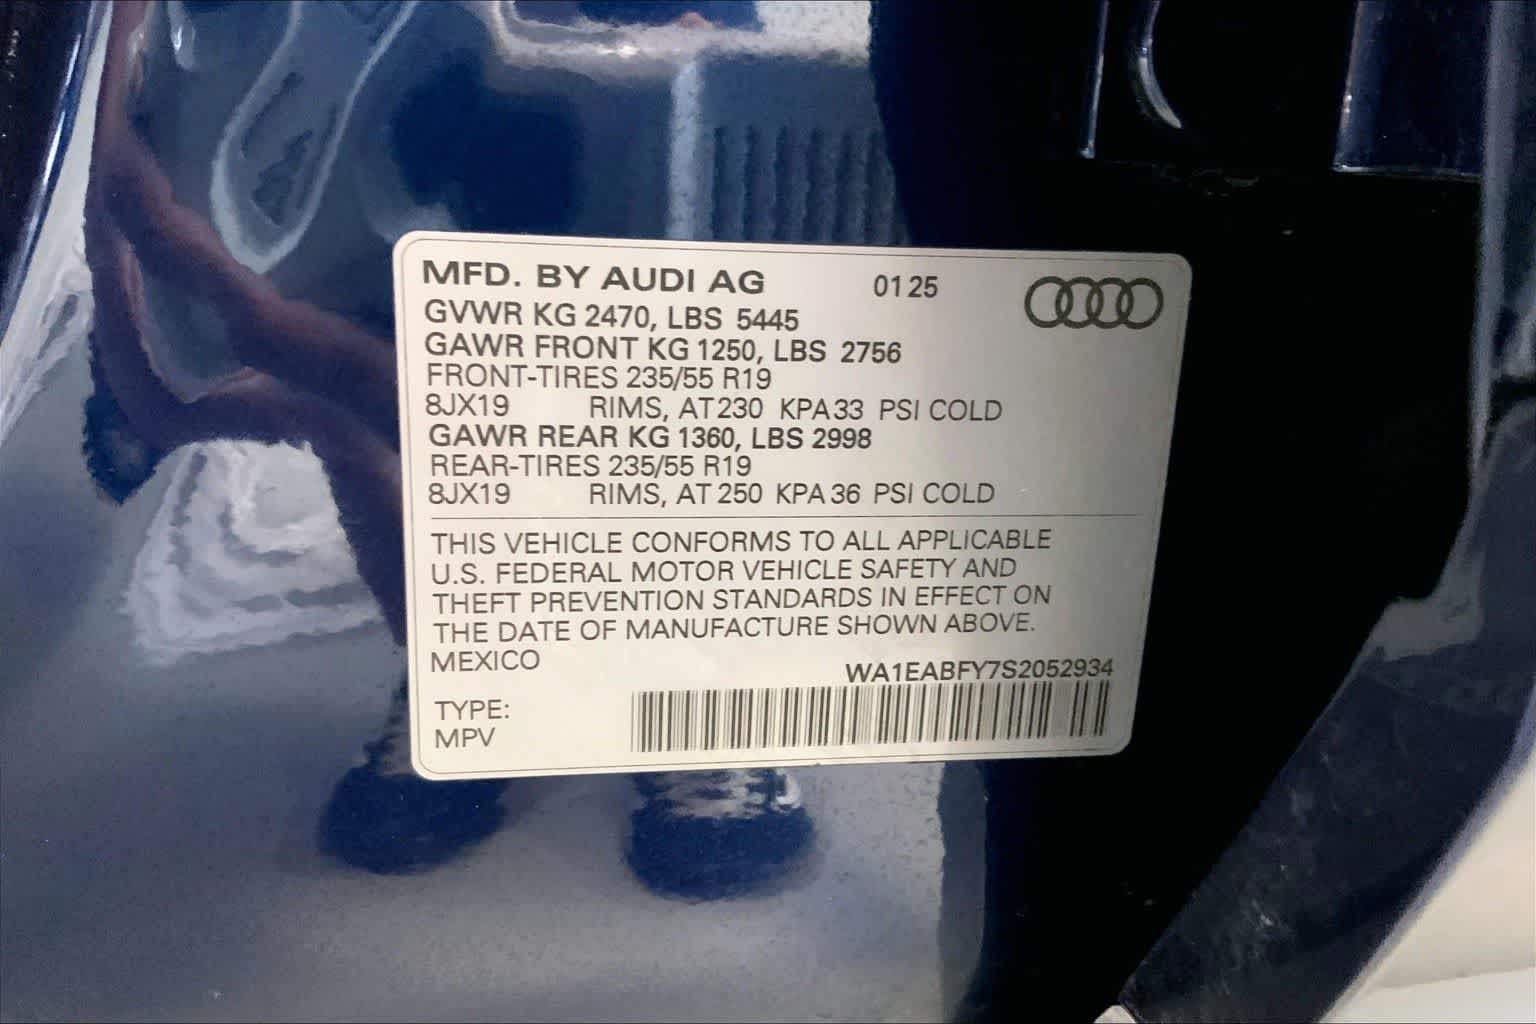 MFD. BY AUDI AG 01 25
GVWR KG 2470, LBS 5445
GAWR FRONT KG 1250, LBS 2756
FRONT-TIRES 235/55 R19
8JX19 RIMS, AT 230 KPA 33 PSI COLD
GAWR REAR KG 1360, LBS 2998
REAR-TIRES 235/55 R19
8JX19 RIMS, AT 250 KPA 36 PSI COLD
THIS VEHICLE CONFORMS TO ALL APPLICABLE
U.S. FEDERAL MOTOR VEHICLE SAFETY AND
THEFT PREVENTION STANDARDS IN EFFECT ON
THE DATE OF MANUFACTURE SHOWN ABOVE.
MEXICO
WA1EABFY7S2052934
TYPE:
MPV